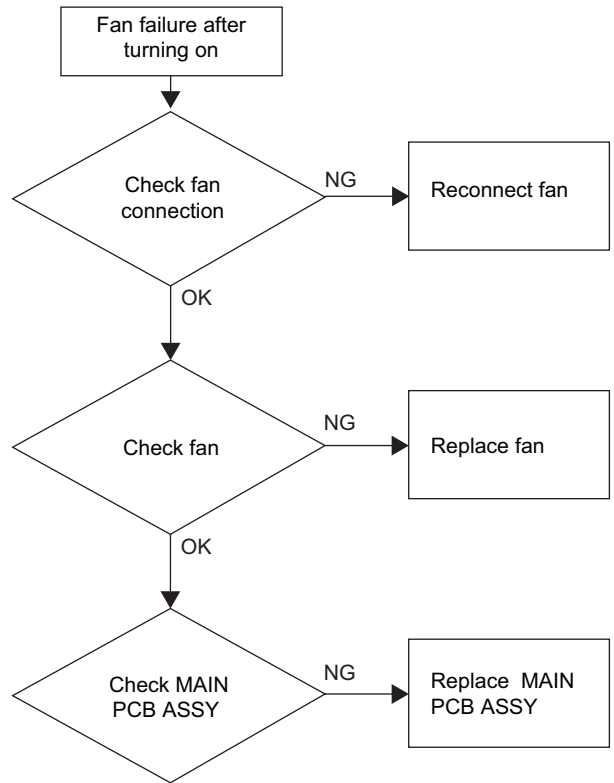 Fan failure after
turning on
Check fan
connection
NG
Reconnect fan
OK
Check fan
NG
Replace fan
OK
Check MAIN
PCB ASSY
NG
Replace MAIN
PCB ASSY